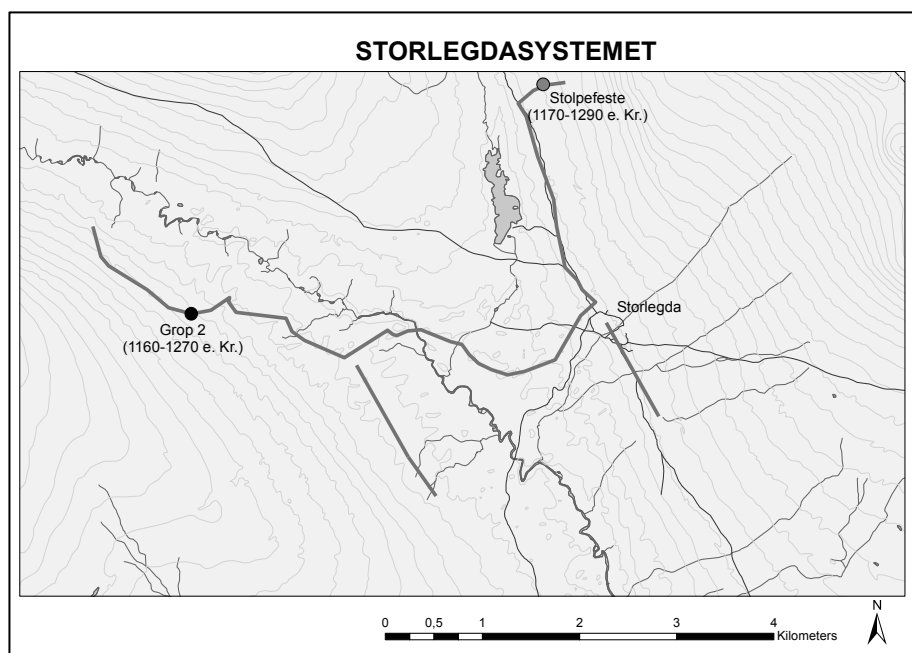 STORLEGDASYSTEMET
Stolpefeste
(1170-1290 e. Kr.)
Storlegda
Grop 2
(1160-1270 e. Kr.)
N
0 0,5 1 2 3 4
Kilometers